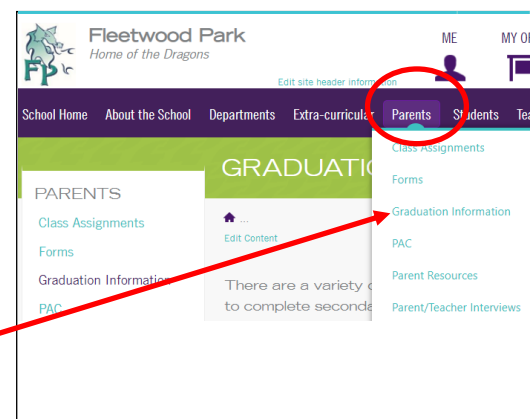 Fleetwood Park
Home of the Dragons
FP
ME
MY
Edit site header information
School Home About the School Departments Extra-curricular Parents Students
GRADUATIO
PARENTS
Class Assignments
Forms
Graduation Information
PAC
...
Edit Content
There are a variety
to complete seconda
Class Assignments
Forms
Graduation Information
PAC
Parent Resources
Parent/Teacher Interviews